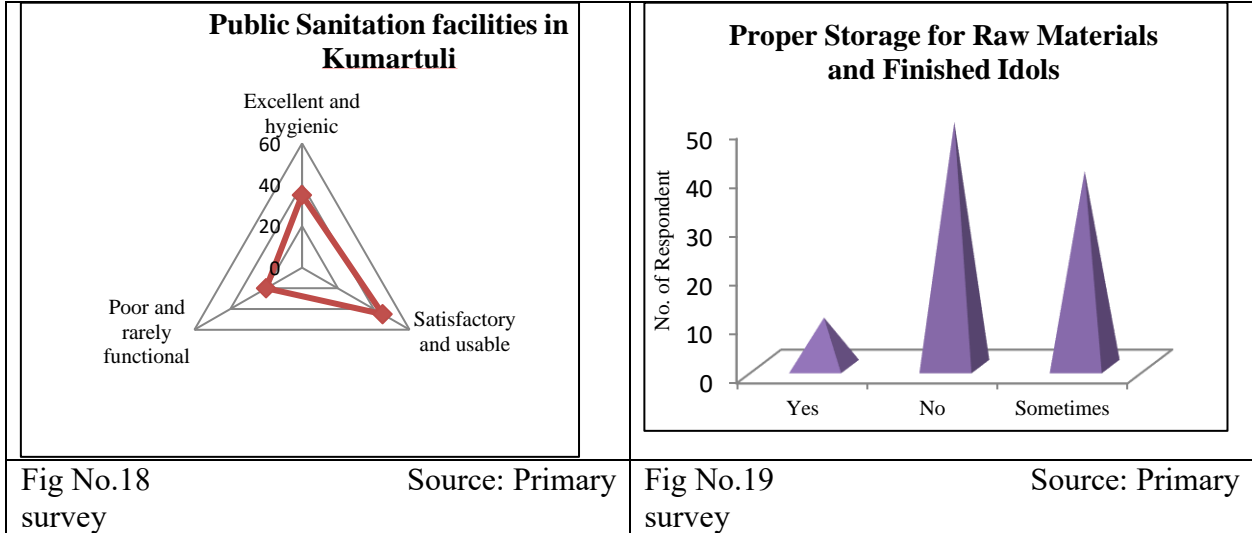 Public Sanitation facilities in
Kumartuli
Excellent and
hygienic
60
40
20
0
Poor and
rarely
functional
Satisfactory
and usable
Fig No.18 Source: Primary
survey
Proper Storage for Raw Materials
and Finished Idols
No. of Respondent
50
40
30
20
10
0
Yes No Sometimes
Fig No.19 Source: Primary
survey